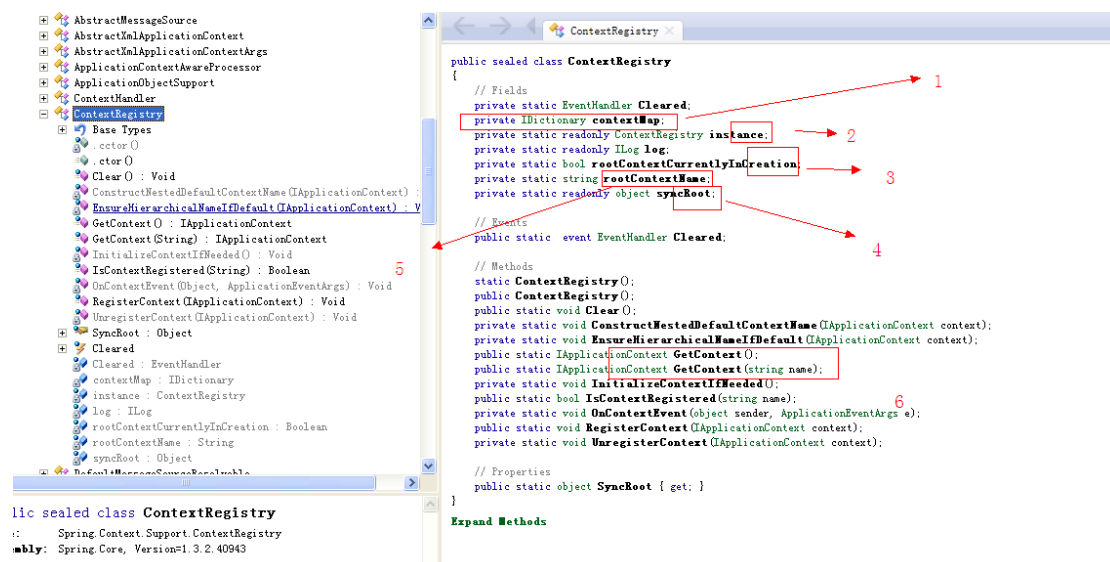 AbstractMessageSource
AbstractXmlApplicationContext
AbstractXmlApplicationContextArgs
ApplicationContextAwareProcessor
ApplicationObjectSupport
ContextHandler
ContextRegistry
Base Types
.cctor()
.ctor()
Clear() : Void
ConstructNestedDefaultContextName(IApplicationContext) :
EnsureHierarchicalNameIfDefault(IApplicationContext) : V
GetContext() : IApplicationContext
GetContext(String) : IApplicationContext
InitializeContextIfNeeded() : Void
IsContextRegistered(String) : Boolean
OnContextEvent(Object, ApplicationEventArgs) : Void
RegisterContext(IApplicationContext) : Void
UnregisterContext(IApplicationContext) : Void
SyncRoot : Object
Cleared
Cleared : EventHandler
contextMap : IDictionary
instance : ContextRegistry
log : ILog
rootContextCurrentlyInCreation : Boolean
rootContextName : String
syncRoot : Object
DefaultMessageSourceResolvable
lic sealed class ContextRegistry
e: Spring.Context.Support.ContextRegistry
mbly: Spring.Core, Version=1.3.2.40943
ContextRegistry
public sealed class ContextRegistry
{
// Fields
private static EventHandler Cleared;
private IDictionary contextMap;
private static readonly ContextRegistry instance;
private static readonly ILog log;
private static bool rootContextCurrentlyInCreation;
private static string rootContextName;
private static readonly object syncRoot;
// Events
public static event EventHandler Cleared;
// Methods
static ContextRegistry();
public ContextRegistry();
public static void Clear();
private static void ConstructNestedDefaultContextName(IApplicationContext context);
private static void EnsureHierarchicalNameIfDefault(IApplicationContext context);
public static IApplicationContext GetContext();
public static IApplicationContext GetContext(string name);
private static void InitializeContextIfNeeded();
public static bool IsContextRegistered(string name);
private static void OnContextEvent(object sender, ApplicationEventArgs e);
public static void RegisterContext(IApplicationContext context);
private static void UnregisterContext(IApplicationContext context);
// Properties
public static object SyncRoot { get; }
}
Expand Methods
1
2
3
4
5
6